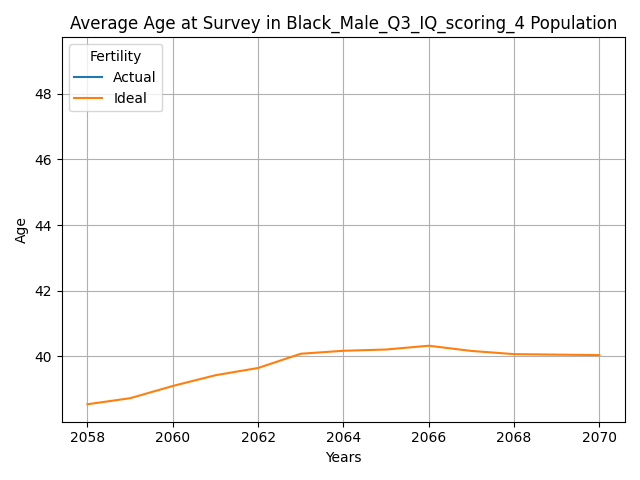 Average Age at Survey in Black_Male_Q3_IQ_scoring_4 Population
Fertility
Actual
Ideal
48
46
44
42
40
Age
2058 2060 2062 2064 2066 2068 2070
Years